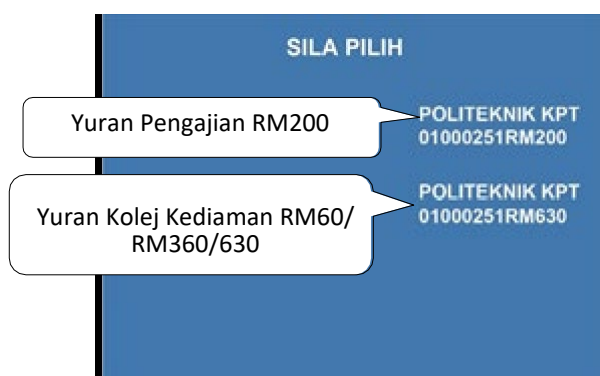 SILA PILIH
Yuran Pengajian RM200
POLITEKNIK KPT
01000251RM200
Yuran Kolej Kediaman RM60/
RM360/630
POLITEKNIK KPT
01000251RM630